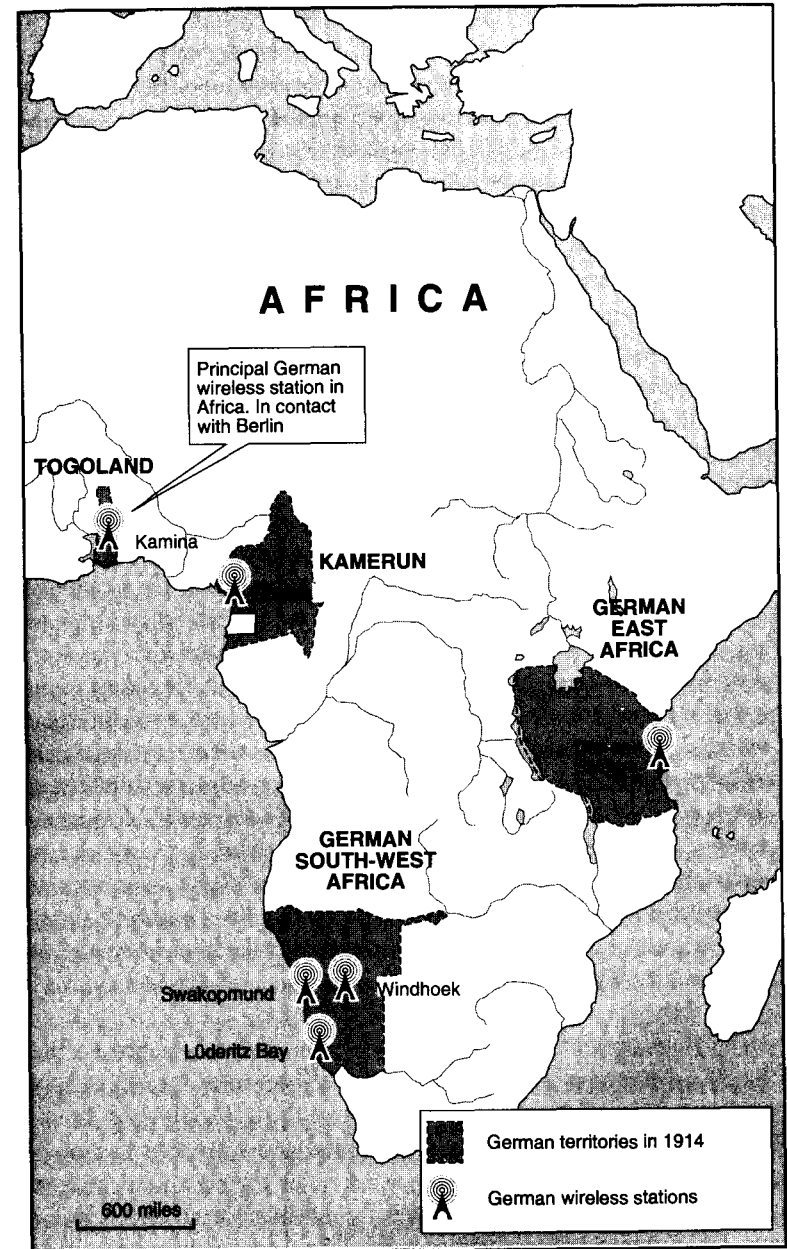 AFRICA
Principal German
wireless station in
Africa. In contact
with Berlin
TOGOLAND
Kamina
KAMERUN
GERMAN
EAST
AFRICA
GERMAN
SOUTH-WEST
AFRICA
Swakopmund
Windhoek
Lüderitz Bay
German territories in 1914
German wireless stations
600 miles